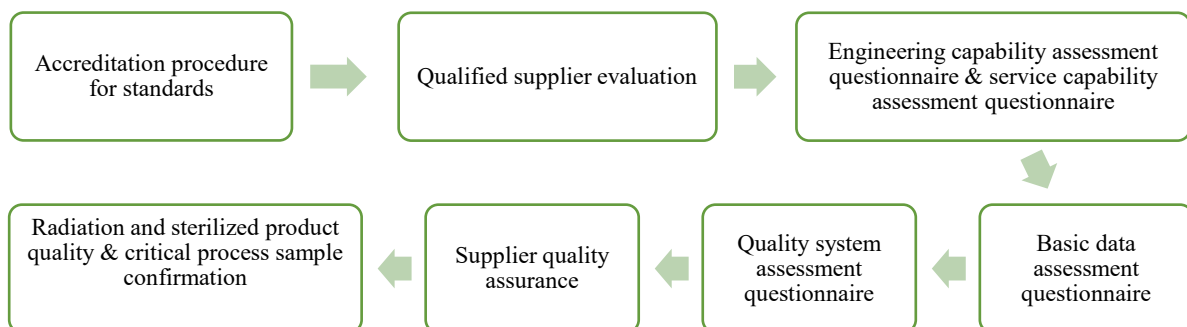 Accreditation procedure
for standards
Qualified supplier evaluation
Engineering capability assessment
questionnaire & service capability
assessment questionnaire
Basic data
assessment
questionnaire
Quality system
assessment
questionnaire
Supplier quality
assurance
Radiation and sterilized product
quality & critical process sample
confirmation